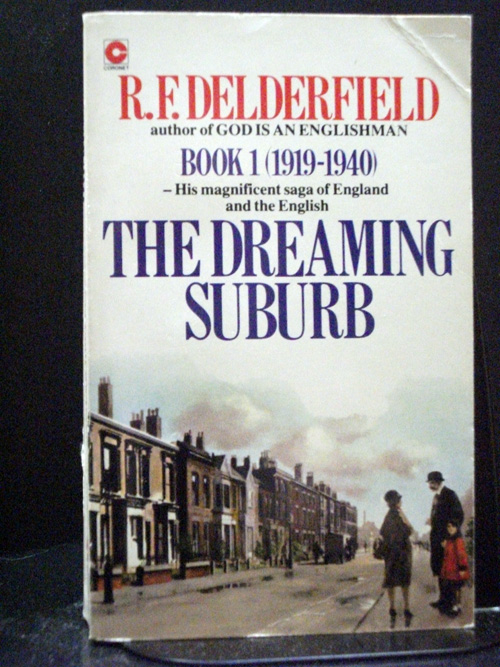 CORONET
R.F. DELDERFIELD
author of GOD IS AN ENGLISHMAN
BOOK 1 (1919-1940)
– His magnificent saga of England
and the English
THE DREAMING
SUBURB